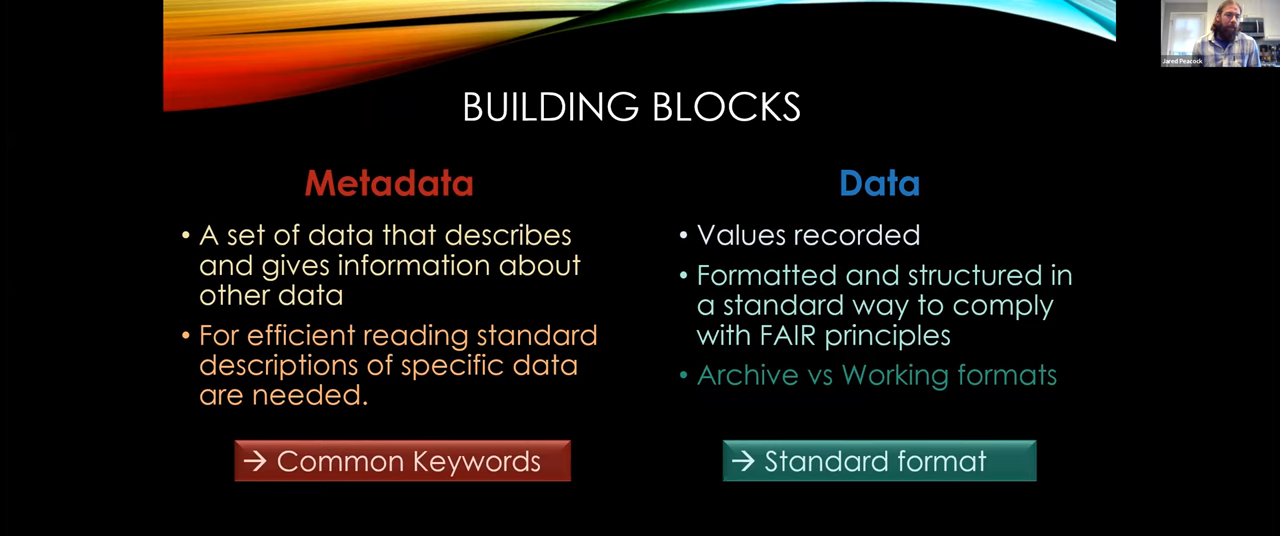 Jared Peacock
BUILDING BLOCKS
Metadata
• A set of data that describes
and gives information about
other data
• For efficient reading standard
descriptions of specific data
are needed.
→ Common Keywords
Data
• Values recorded
• Formatted and structured in
a standard way to comply
with FAIR principles
• Archive vs Working formats
→ Standard format